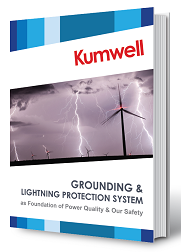 Kumwell
GROUNDING &
LIGHTNING PROTECTION SYSTEM
as Foundation of Power Quality & Our Safety